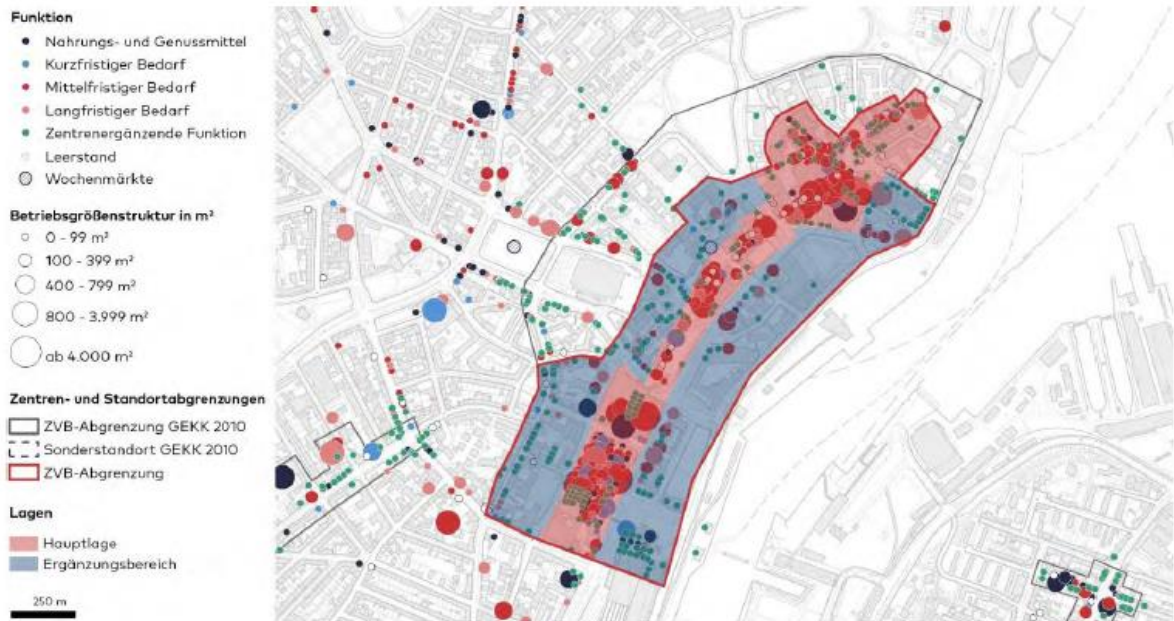 Funktion
Nahrungs- und Genussmittel
Kurzfristiger Bedarf
Mittelfristiger Bedarf
Langfristiger Bedarf
Zentrenergänzende Funktion
Leerstand
Wochenmärkte
Betriebsgrößenstruktur in m²
0 - 99 m²
100 - 399 m²
400 - 799 m²
800 - 3.999 m²
ab 4.000 m²
Zentren- und Standortabgrenzungen
ZVB-Abgrenzung GEKK 2010
Sonderstandort GEKK 2010
ZVB-Abgrenzung
Lagen
Hauptlage
Ergänzungsbereich
250 m